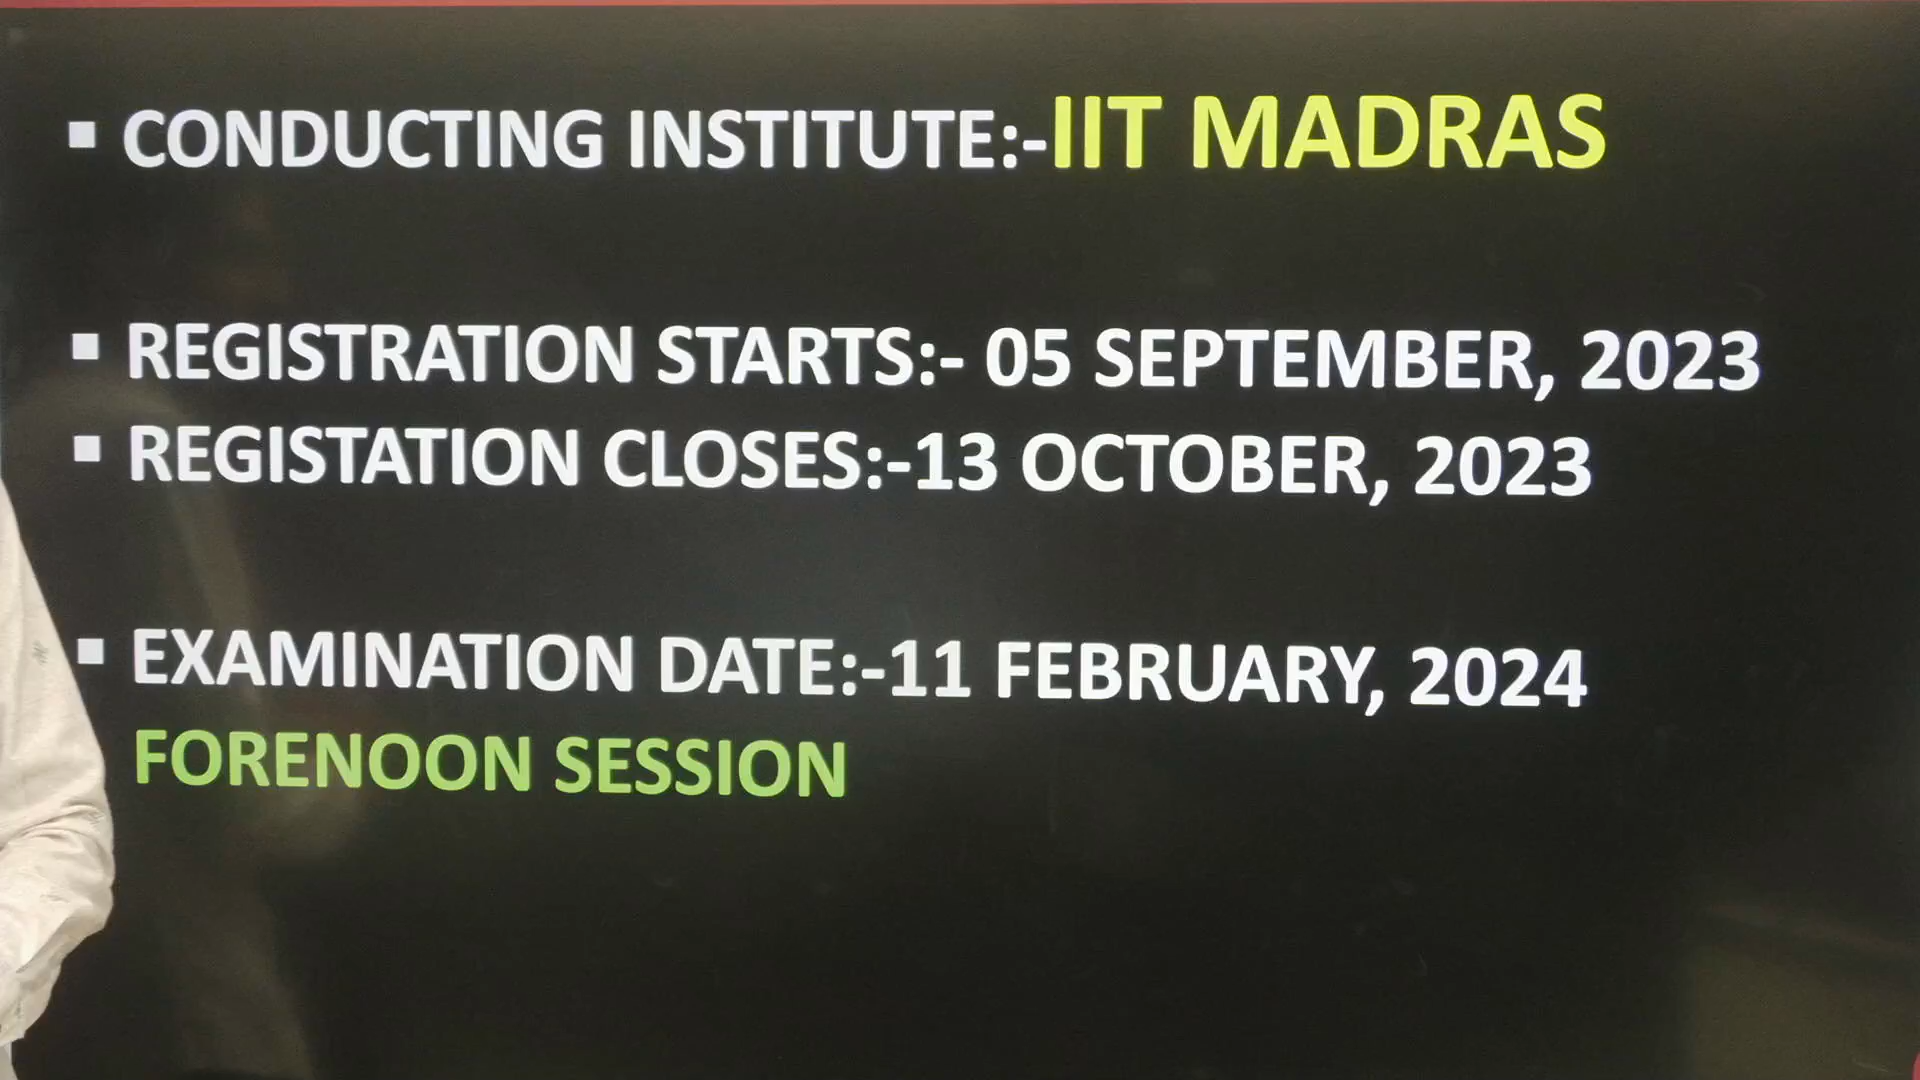 ▪ CONDUCTING INSTITUTE:-IIT MADRAS
▪ REGISTRATION STARTS:- 05 SEPTEMBER, 2023
▪ REGISTATION CLOSES:-13 OCTOBER, 2023
▪ EXAMINATION DATE:-11 FEBRUARY, 2024
FORENOON SESSION